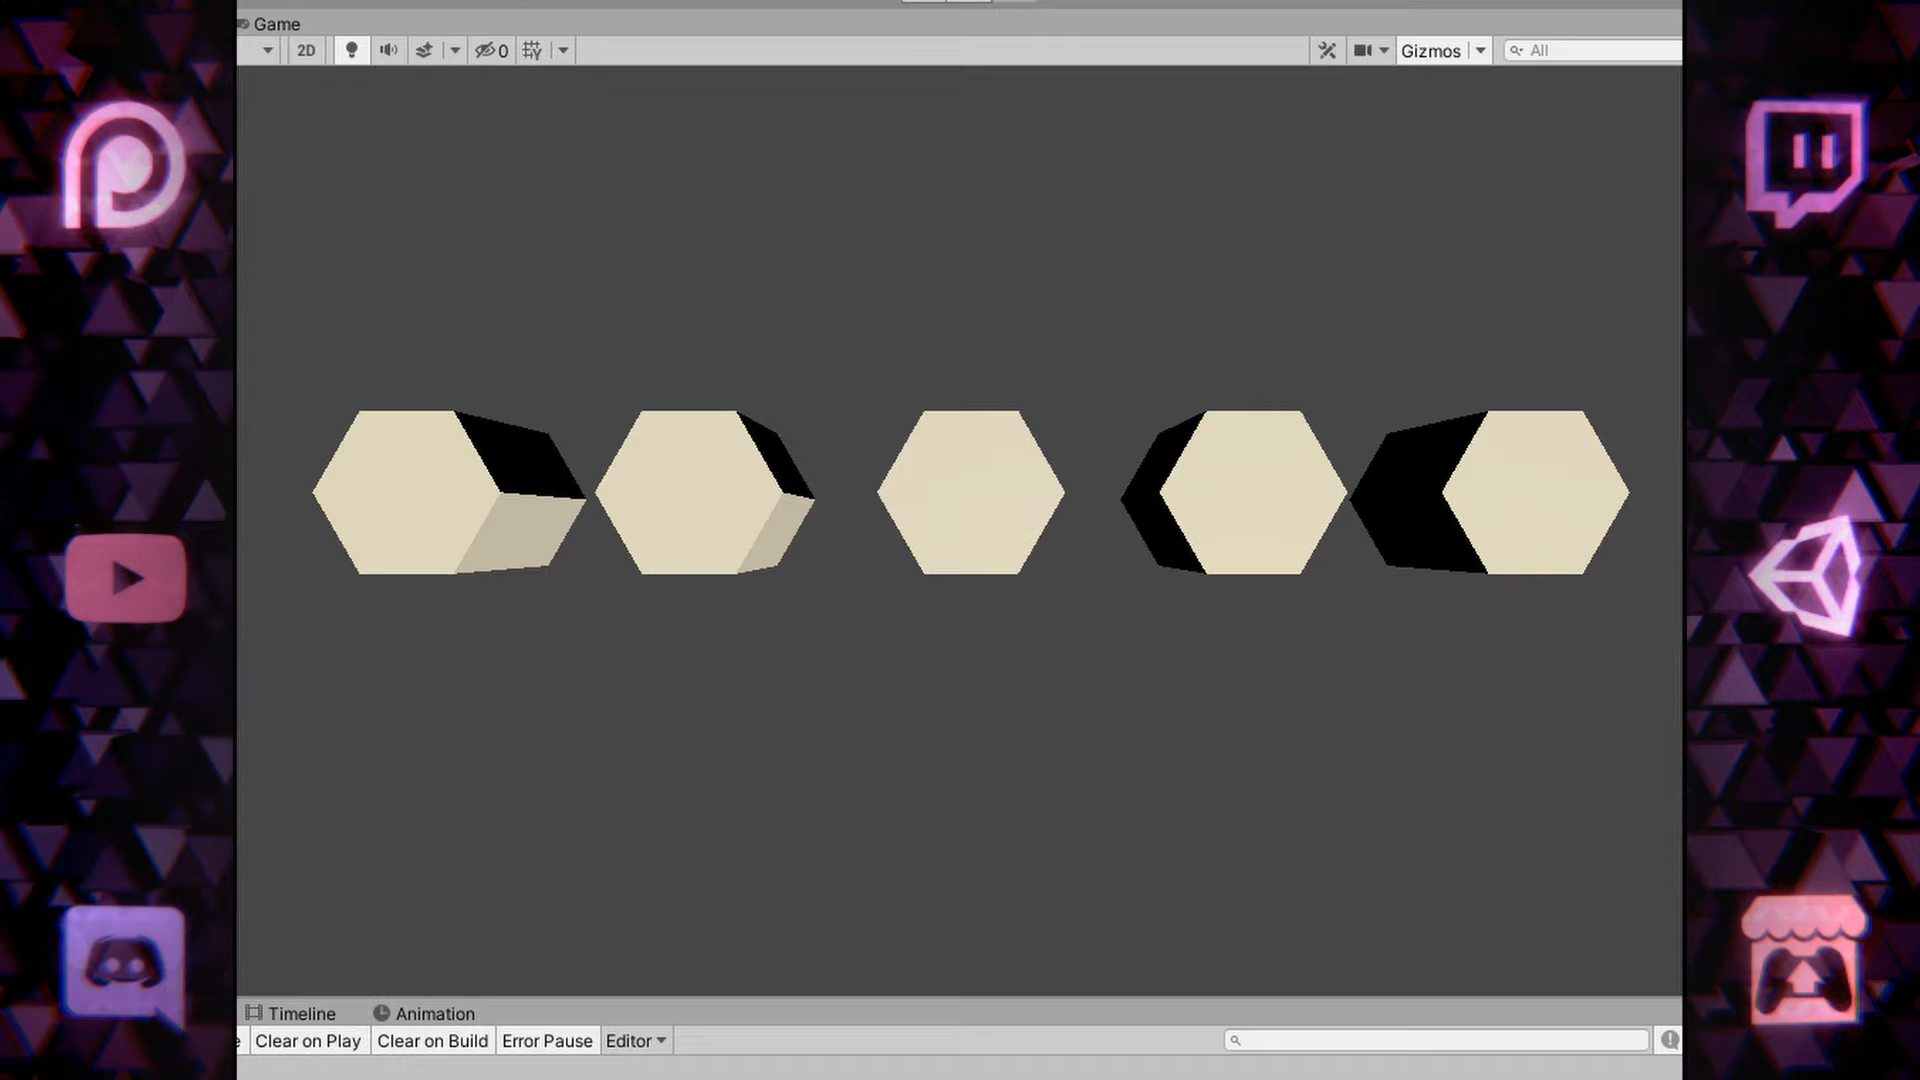 Game
2D
0
Gizmos
All
Timeline
Animation
e Clear on Play Clear on Build Error Pause Editor